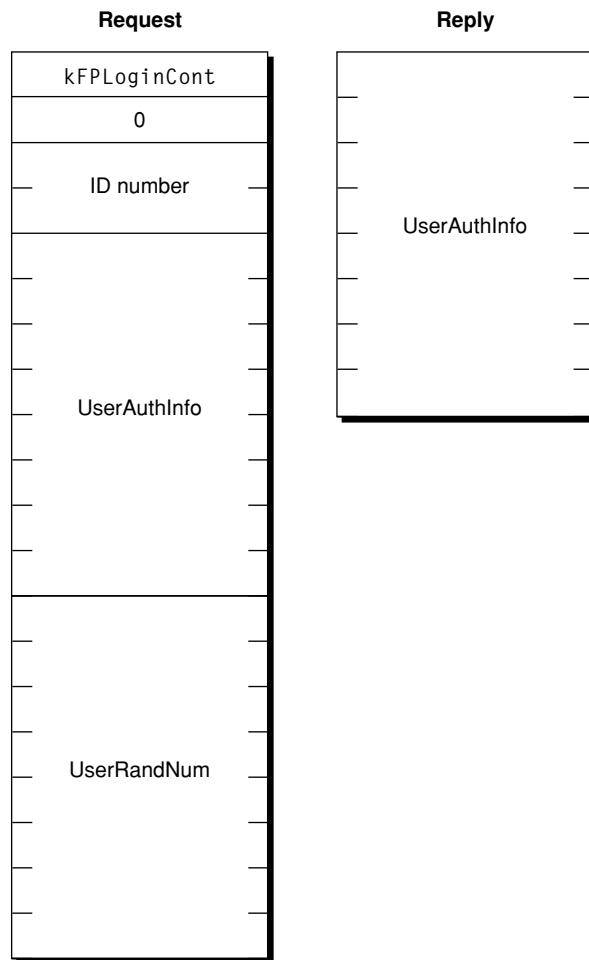 Request
kFPLoginCont
0
ID number
UserAuthInfo
UserRandNum
Reply
UserAuthInfo